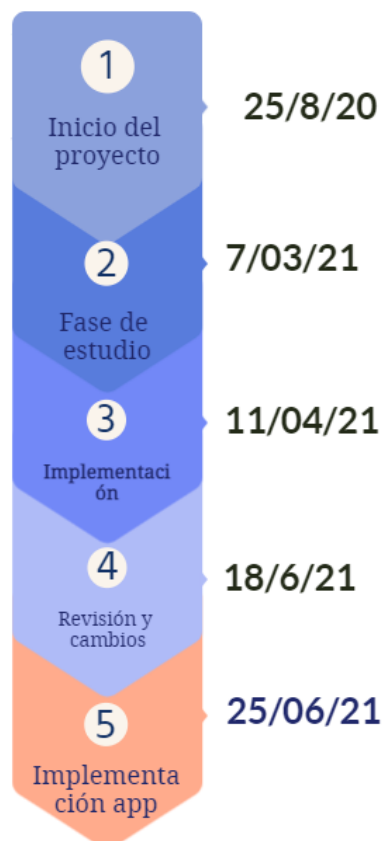 1
Inicio del
proyecto
25/8/20
2
Fase de
estudio
7/03/21
3
Implementaci
ón
11/04/21
4
Revisión y
cambios
18/6/21
5
Implementa
ción app
25/06/21